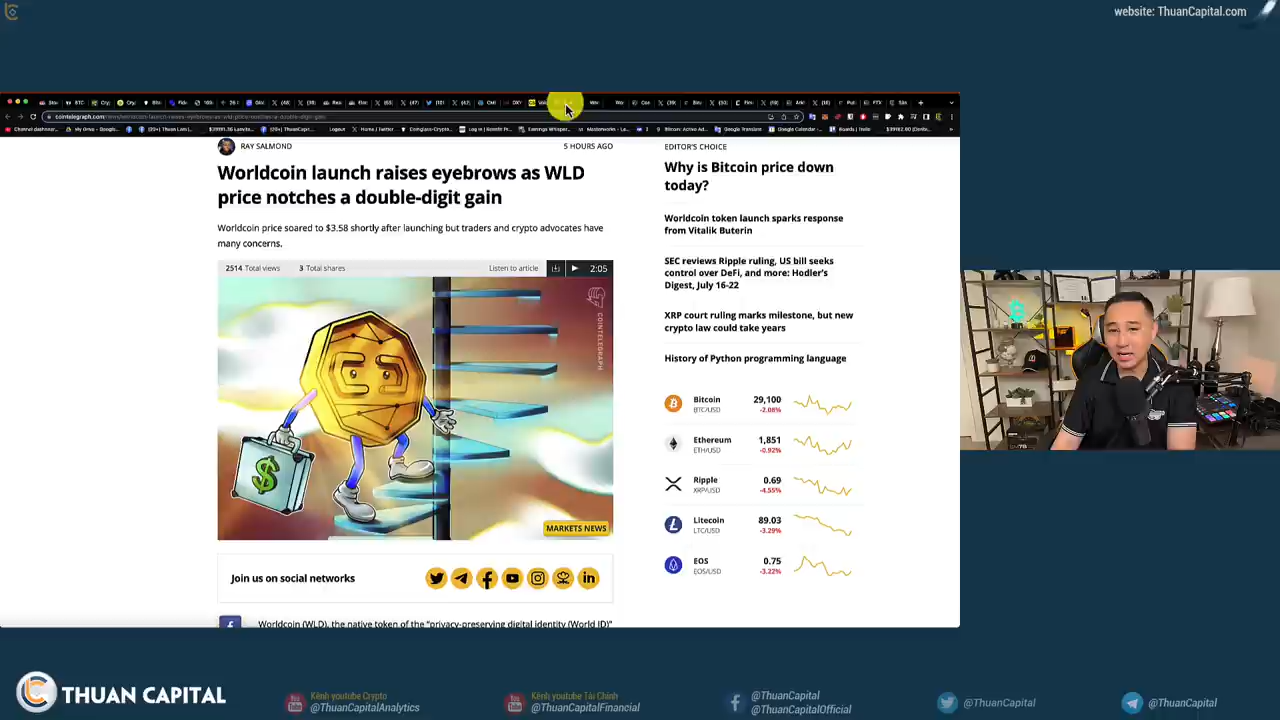 website: ThuanCapital.com
RAY SALMOND
5 HOURS AGO
Worldcoin launch raises eyebrows as WLD
price notches a double-digit gain
Worldcoin price soared to $3.58 shortly after launching but traders and crypto advocates have
many concerns.
2514 Total views
3 Total shares
Listen to article
2:05
COINTELEGRAPH
MARKETS NEWS
Join us on social networks
Worldcoin (WLD), the native token of the "privacy-preserving digital identity (World ID)"
EDITOR'S CHOICE
Why is Bitcoin price down
today?
Worldcoin token launch sparks response
from Vitalik Buterin
SEC reviews Ripple ruling, US bill seeks
control over DeFi, and more: Hodler's
Digest, July 16-22
XRP court ruling marks milestone, but new
crypto law could take years
History of Python programming language
Bitcoin 29,100
BTC/USD -2.08%
Ethereum 1,851
ETH/USD -0.92%
Ripple 0.69
XRP/USD -4.55%
Litecoin 89.03
LTC/USD -3.29%
EOS 0.75
EOS/USD -3.22%
THUAN CAPITAL
Kênh youtube Crypto
@ThuanCapitalAnalytics
Kênh youtube Tài Chính
@ThuanCapitalFinancial
@ThuanCapital
@ThuanCapitalOfficial
@ThuanCapital
@ThuanCapital